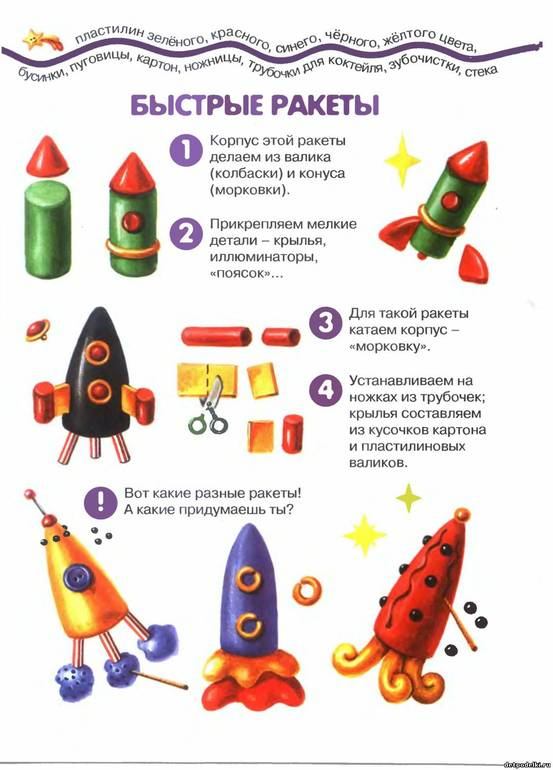 пластилин зелёного, красного, синего, чёрного, жёлтого цвета,
бусинки, пуговицы, картон, ножницы, трубочки для коктейля, зубочистки, стека
БЫСТРЫЕ РАКЕТЫ
1 Корпус этой ракеты
делаем из валика
(колбаски) и конуса
(морковки).
2 Прикрепляем мелкие
детали – крылья,
иллюминаторы,
«поясок»...
3 Для такой ракеты
катаем корпус –
«морковку».
4 Устанавливаем на
ножках из трубочек;
крылья составляем
из кусочков картона
и пластилиновых
валиков.
! Вот какие разные ракеты!
А какие придумаешь ты?
detpodelki.ru